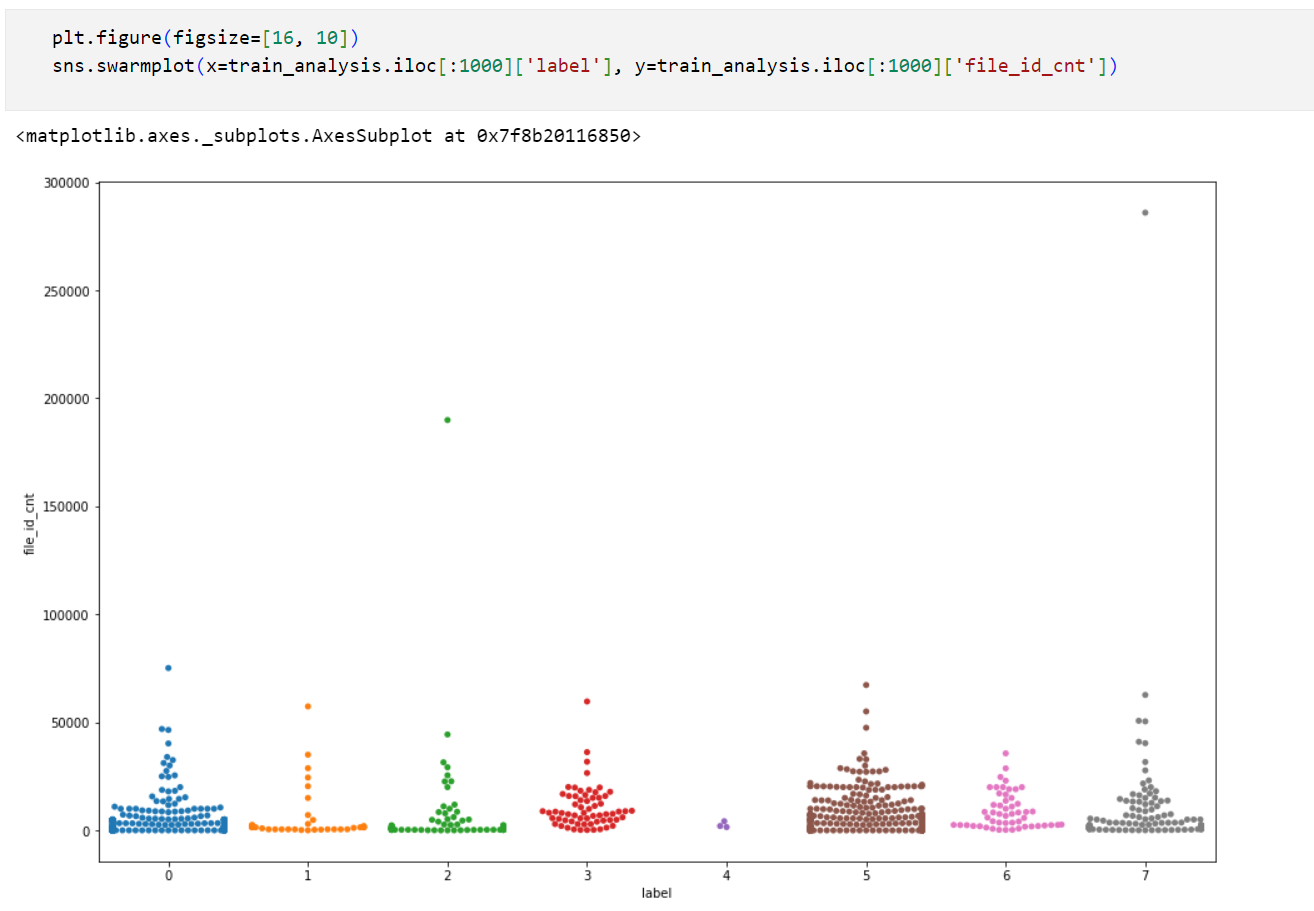 plt.figure(figsize=[16, 10])
sns.swarmplot(x=train_analysis.iloc[:1000]['label'], y=train_analysis.iloc[:1000]['file_id_cnt'])
<matplotlib.axes._subplots.AxesSubplot at 0x7f8b20116850>
300000
250000
200000
150000
100000
50000
0
file_id_cnt
0 1 2 3 4 5 6 7
label